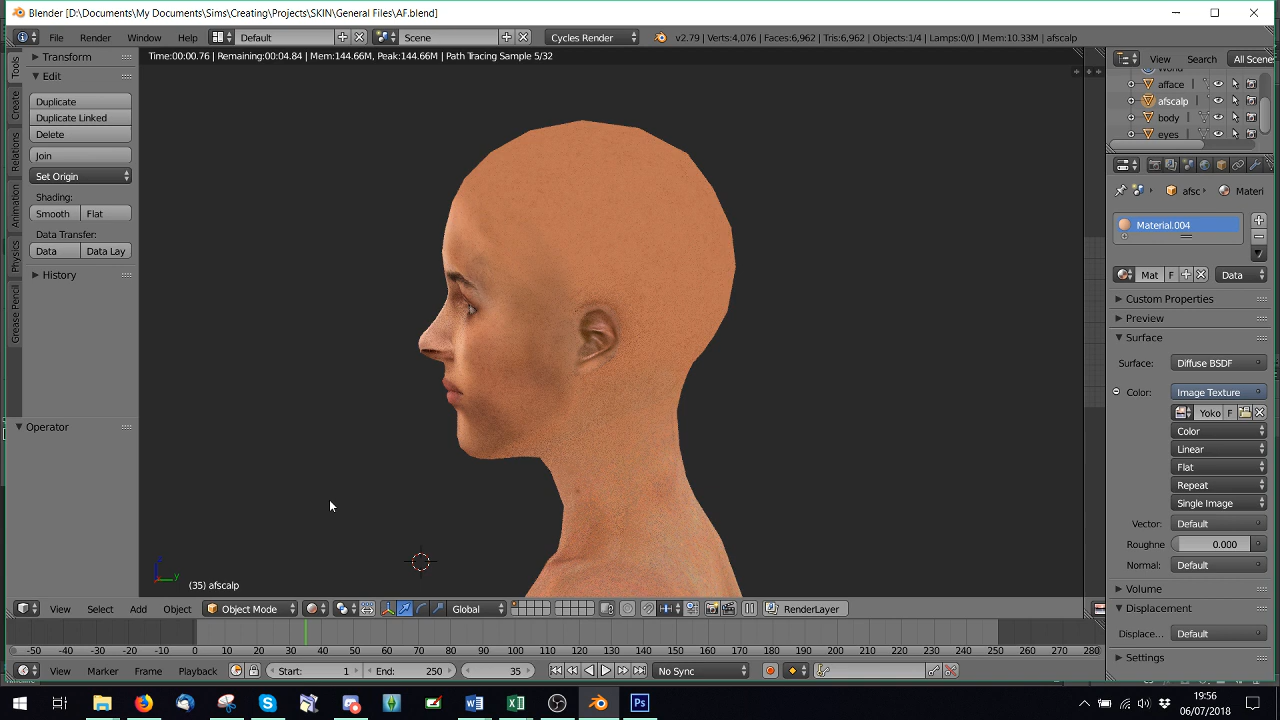 Blender [D:\Documents\My Documents\Sims\Creating\Projects\SKIN\General Files\AF.blend]
File Render Window Help Default Scene Cycles Render v2.79 | Verts:4,076 | Faces:6,962 | Tris:6,962 | Objects:1/4 | Lamps:0/0 | Mem:10.33M | afscalp
Time:00:00.76 | Remaining:00:04.84 | Mem:144.66M, Peak:144.66M | Path Tracing Sample 5/32
Tools
Create
Relations
Animation
Physics
Grease Pencil
Transform
Edit
Duplicate
Duplicate Linked
Delete
Join
Set Origin
Shading:
Smooth Flat
Data Transfer:
Data Data Lay
History
Operator
y
(35) afscalp
View Select Add Object Object Mode Global RenderLayer
-50 -40 -30 -20 -10 0 10 20 30 40 50 60 70 80 90 100 110 120 130 140 150 160 170 180 190 200 210 220 230 240 250 260 270 280
View Marker Frame Playback Start: 1 End: 250 35 No Sync
View Search All Scene
World
afface
afscalp
body
eyes
afsc Materi
Material.004
Mat F Data
Custom Properties
Preview
Surface
Surface: Diffuse BSDF
Color: Image Texture
Yoko F
Color
Linear
Flat
Repeat
Single Image
Vector: Default
Roughne 0.000
Normal: Default
Volume
Displacement
Displace... Default
Settings
19:56
06/07/2018